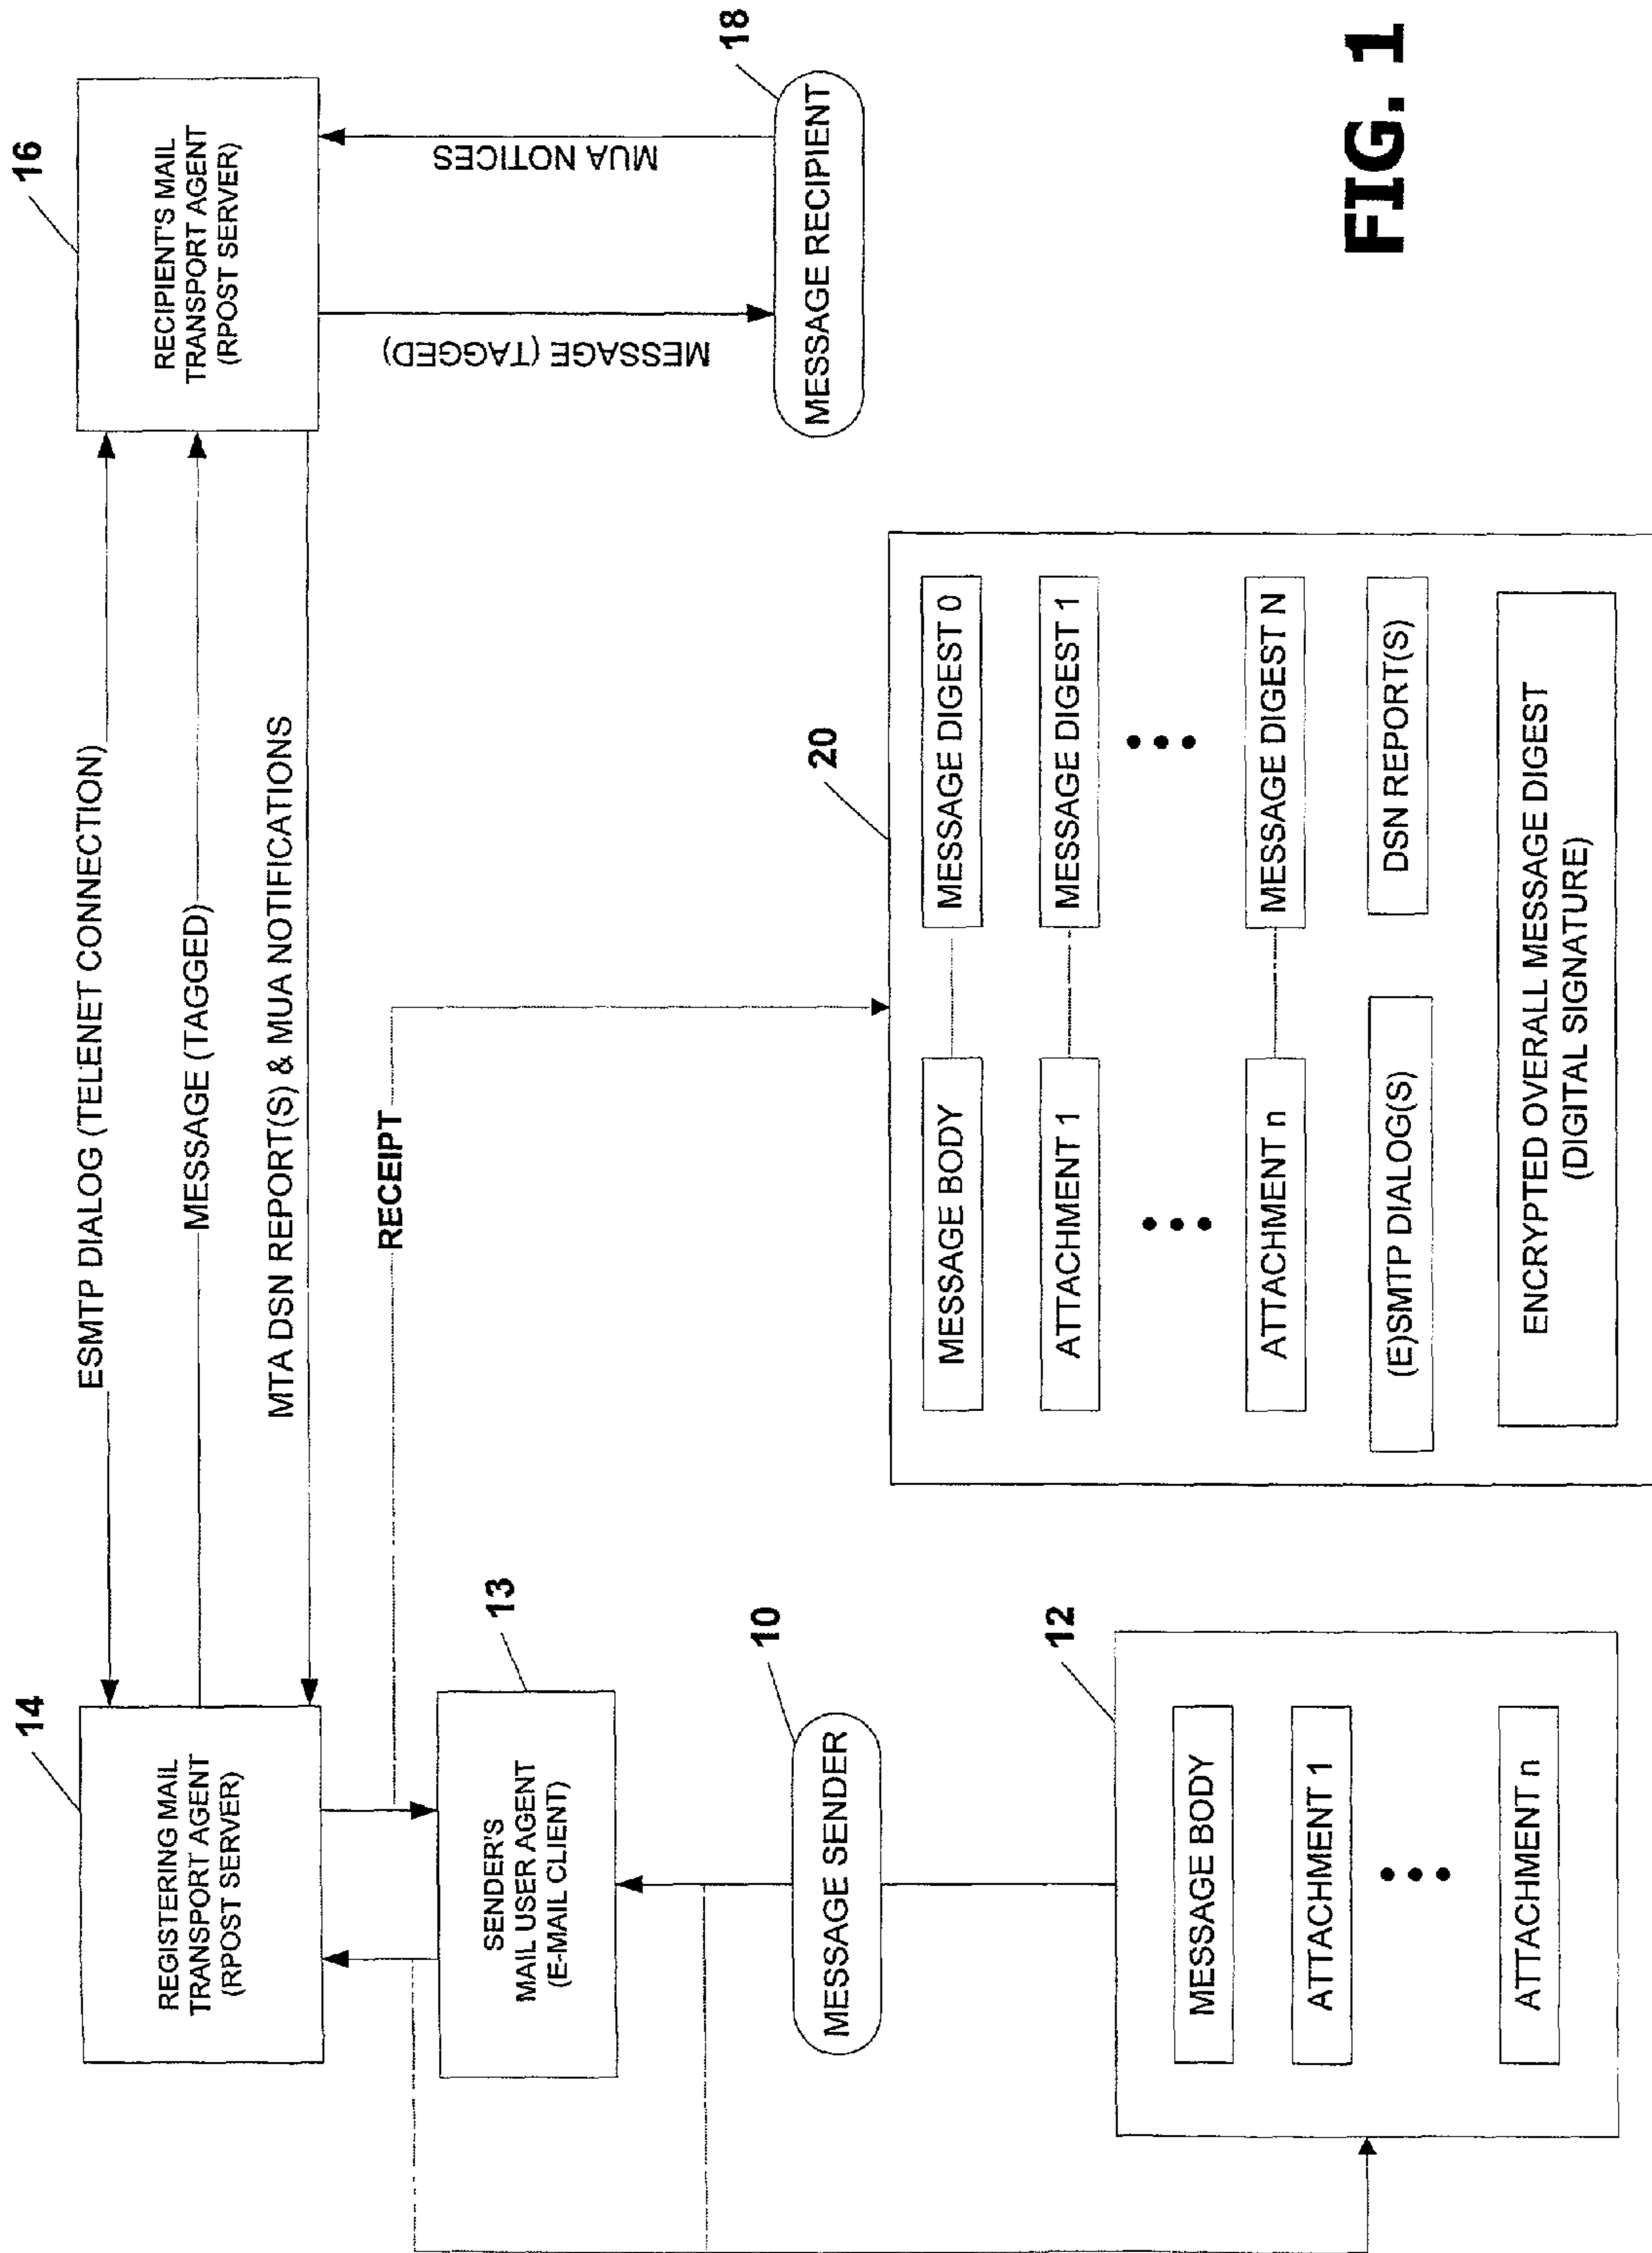 14
REGISTERING MAIL
TRANSPORT AGENT
(RPOST SERVER)
ESMTP DIALOG (TELENET CONNECTION)
MESSAGE (TAGGED)
MTA DSN REPORT(S) & MUA NOTIFICATIONS
16
RECIPIENT'S MAIL
TRANSPORT AGENT
(RPOST SERVER)
RECEIPT
13
SENDER'S
MAIL USER AGENT
(E-MAIL CLIENT)
MESSAGE (TAGGED)
MUA NOTICES
10
MESSAGE SENDER
18
MESSAGE RECIPIENT
12
MESSAGE BODY
ATTACHMENT 1
•••
ATTACHMENT n
20
MESSAGE BODY
MESSAGE DIGEST 0
ATTACHMENT 1
MESSAGE DIGEST 1
•••
•••
ATTACHMENT n
MESSAGE DIGEST N
(E)SMTP DIALOG(S)
DSN REPORT(S)
ENCRYPTED OVERALL MESSAGE DIGEST
(DIGITAL SIGNATURE)
FIG. 1